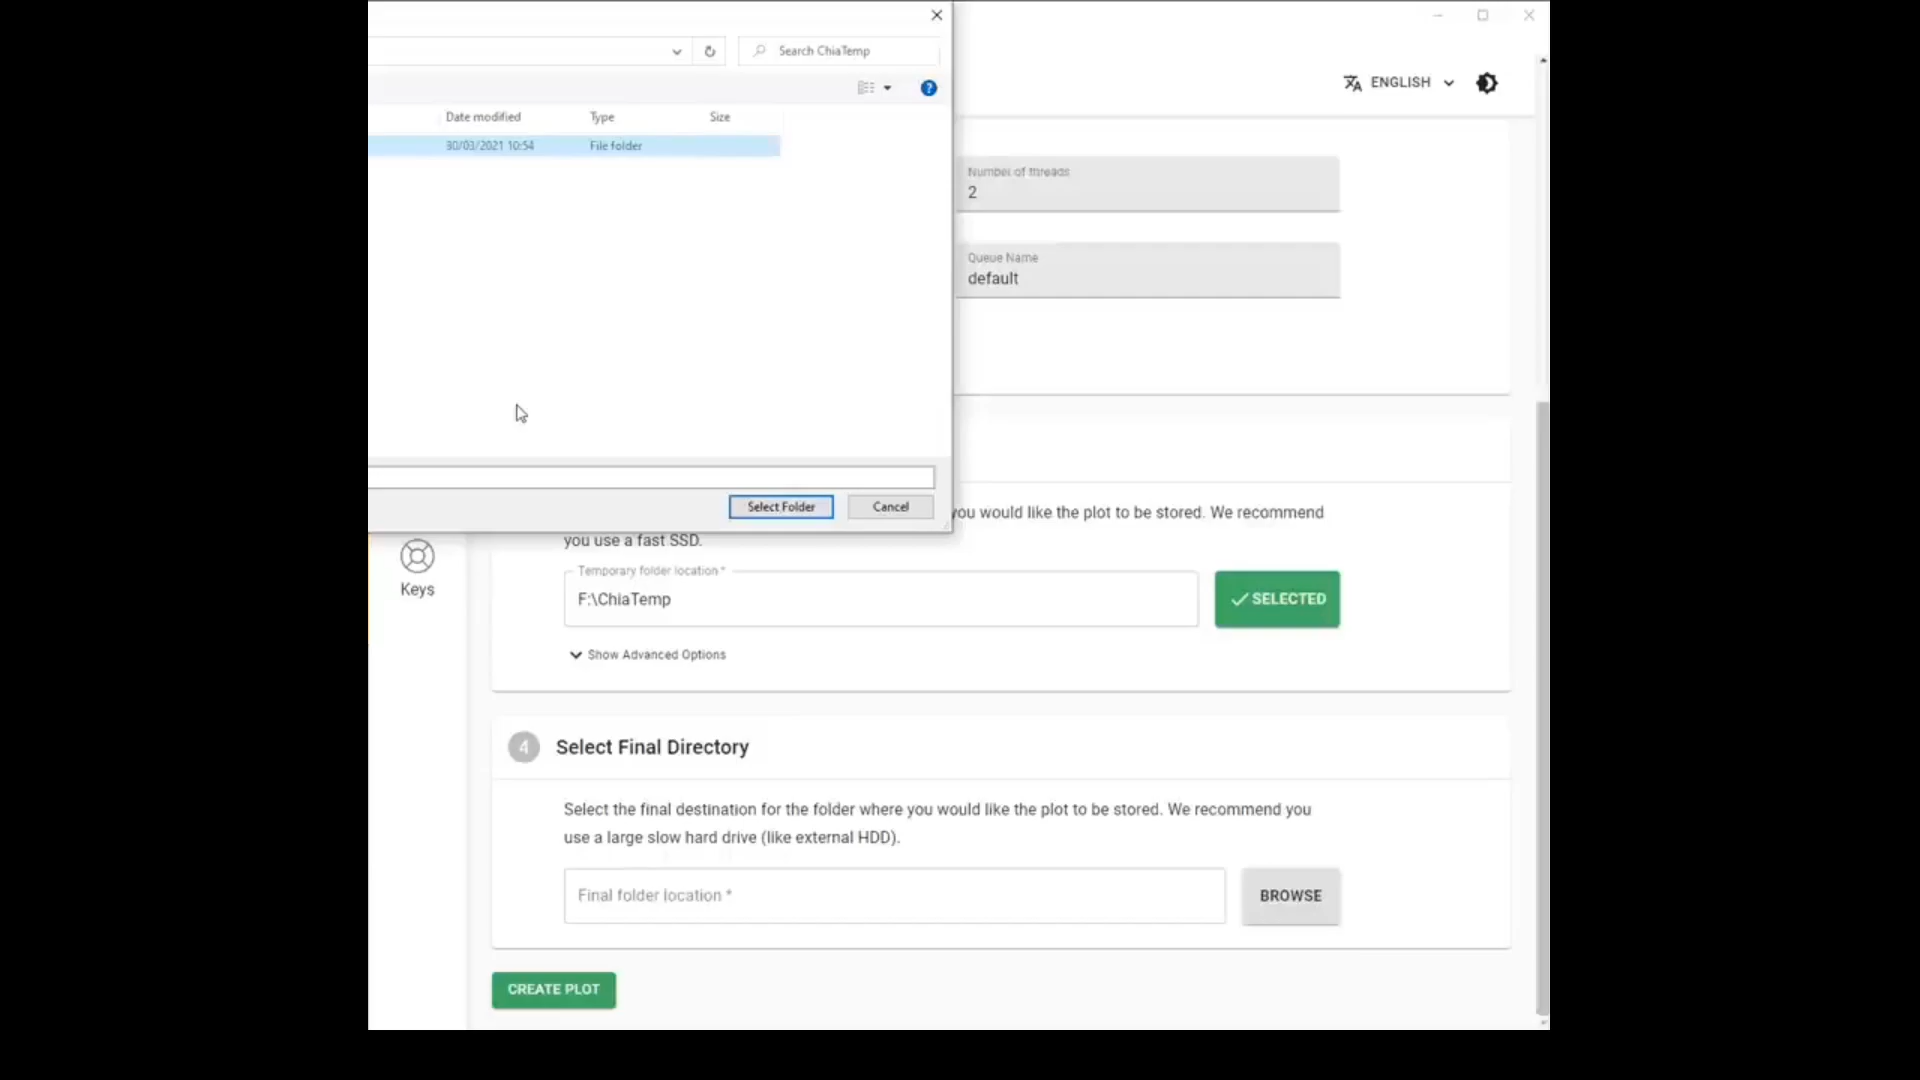 Search ChiaTemp
ENGLISH
Date modified Type Size
30/03/2021 10:54 File folder
Number of threads
2
Queue Name
default
Select Folder Cancel
you would like the plot to be stored. We recommend
you use a fast SSD.
Keys
Temporary folder location *
F:\ChiaTemp
SELECTED
Show Advanced Options
4 Select Final Directory
Select the final destination for the folder where you would like the plot to be stored. We recommend you
use a large slow hard drive (like external HDD).
Final folder location *
BROWSE
CREATE PLOT